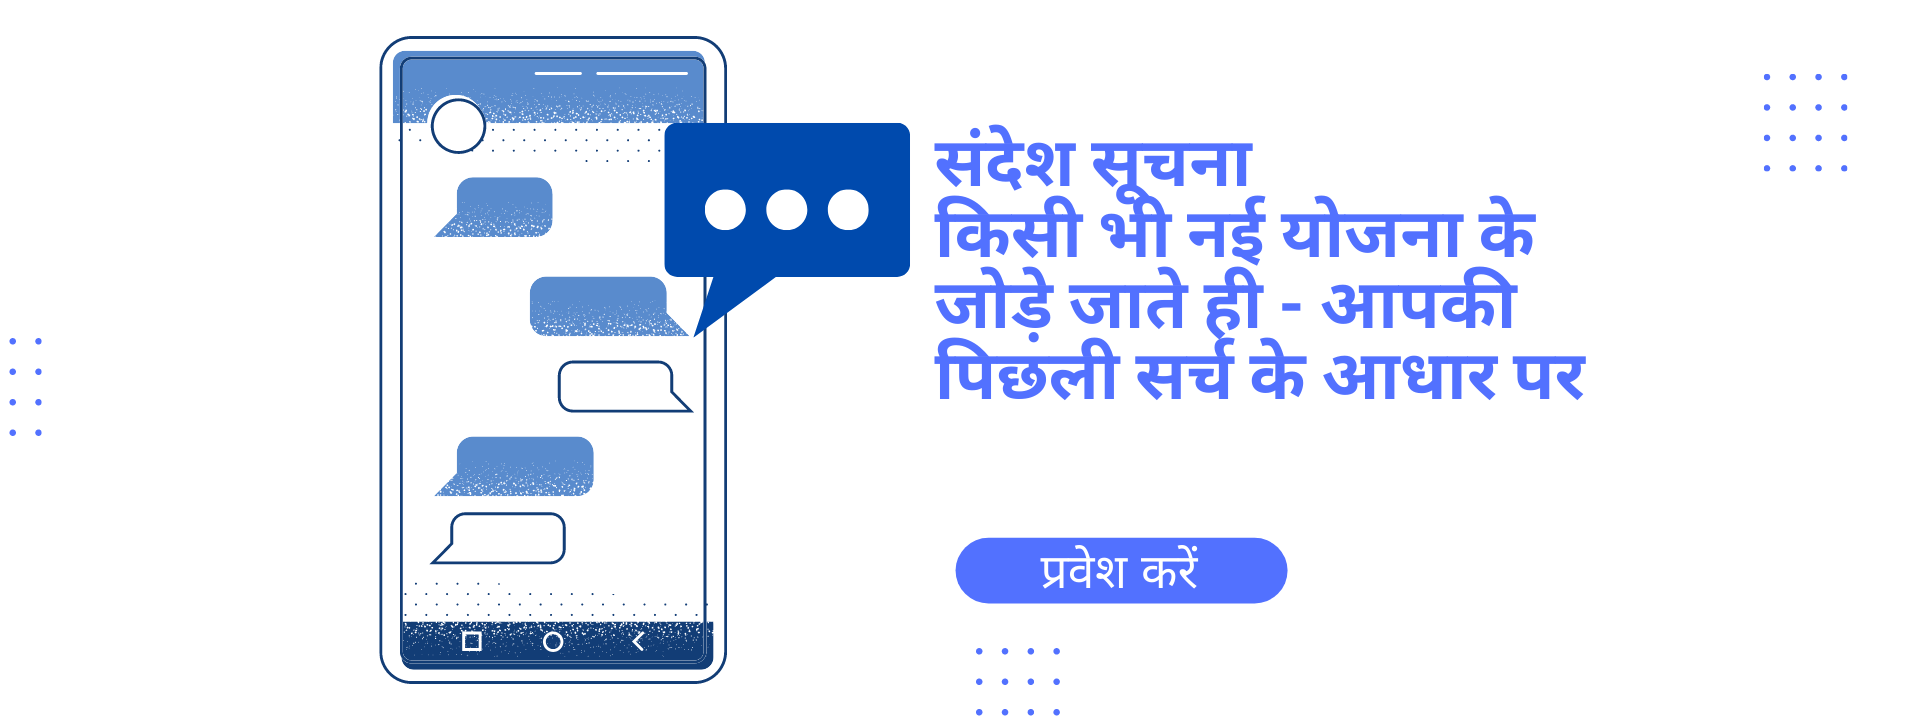 संदेश सूचना
किसी भी नई योजना के
जोड़े जाते ही - आपकी
पिछली सर्च के आधार पर
प्रवेश करें